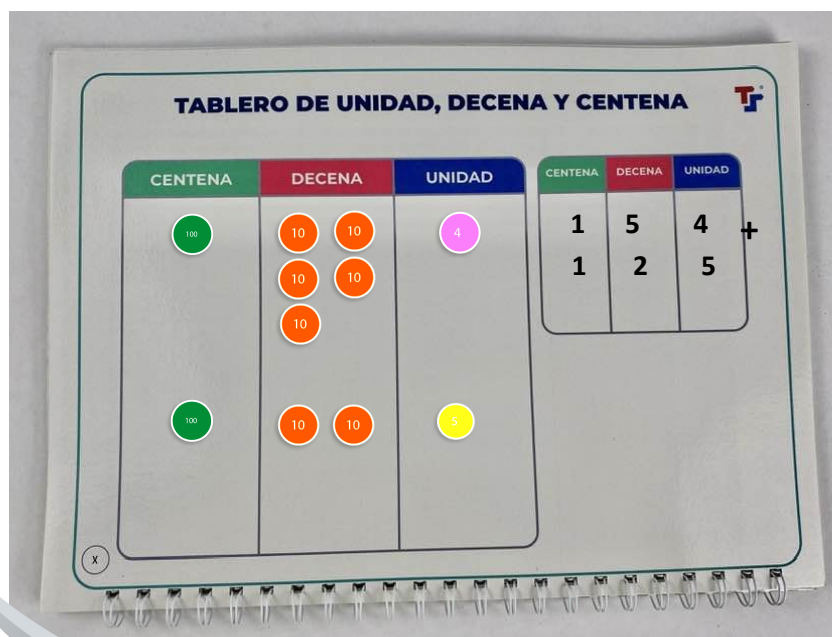 TABLERO DE UNIDAD, DECENA Y CENTENA
Tr
CENTENA DECENA UNIDAD
100 10 10 4
10 10
10
100 10 10 5
CENTENA DECENA UNIDAD
1 5 4 +
1 2 5
X